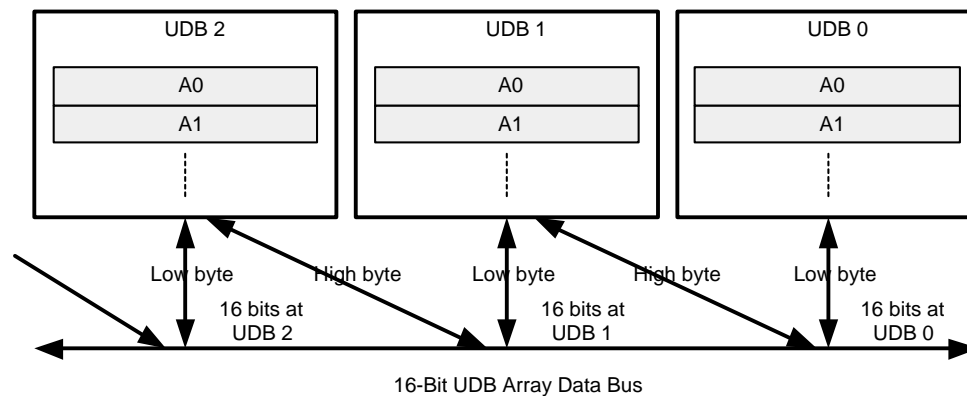 UDB 2
UDB 1
UDB 0
A0
A0
A0
A1
A1
A1
Low byte
High byte
Low byte
High byte
Low byte
16 bits at
UDB 2
16 bits at
UDB 1
16 bits at
UDB 0
16-Bit UDB Array Data Bus